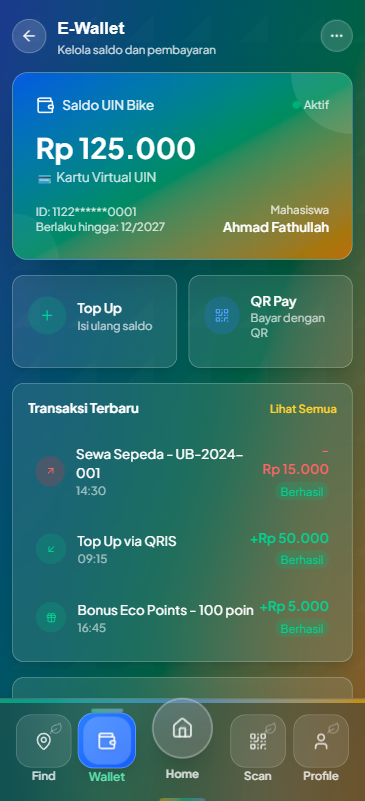 E-Wallet
Kelola saldo dan pembayaran
Saldo UIN Bike
Aktif
Rp 125.000
Kartu Virtual UIN
ID: 1122******0001
Berlaku hingga: 12/2027
Mahasiswa
Ahmad Fathullah
Top Up
Isi ulang saldo
QR Pay
Bayar dengan
QR
Transaksi Terbaru
Lihat Semua
Sewa Sepeda - UB-2024-
001
14:30
-
Rp 15.000
Berhasil
Top Up via QRIS
09:15
+Rp 50.000
Berhasil
Bonus Eco Points - 100 poin
16:45
+Rp 5.000
Berhasil
Find
Wallet
Home
Scan
Profile